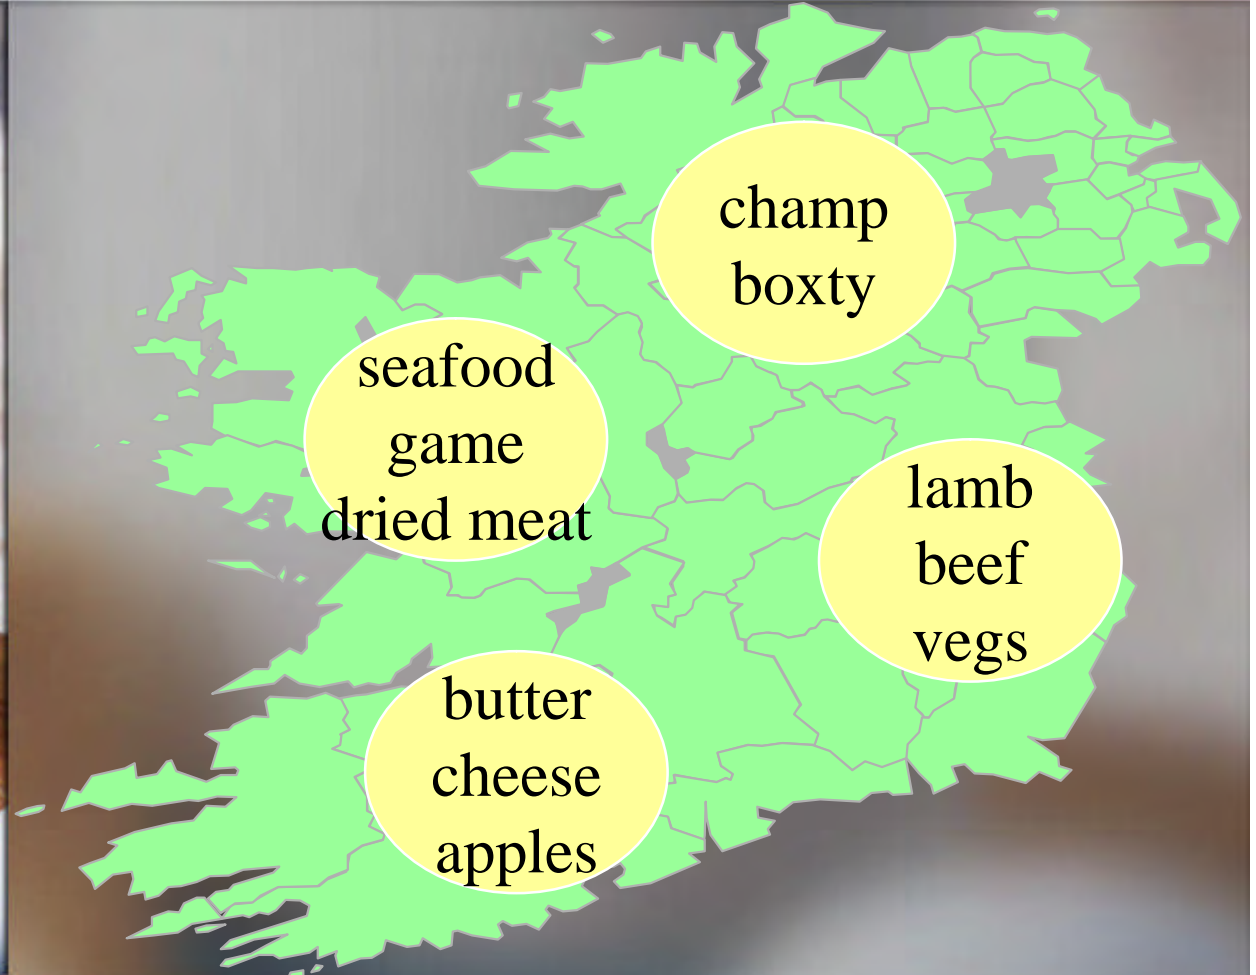 champ
boxty
seafood
game
dried meat
lamb
beef
vegs
butter
cheese
apples